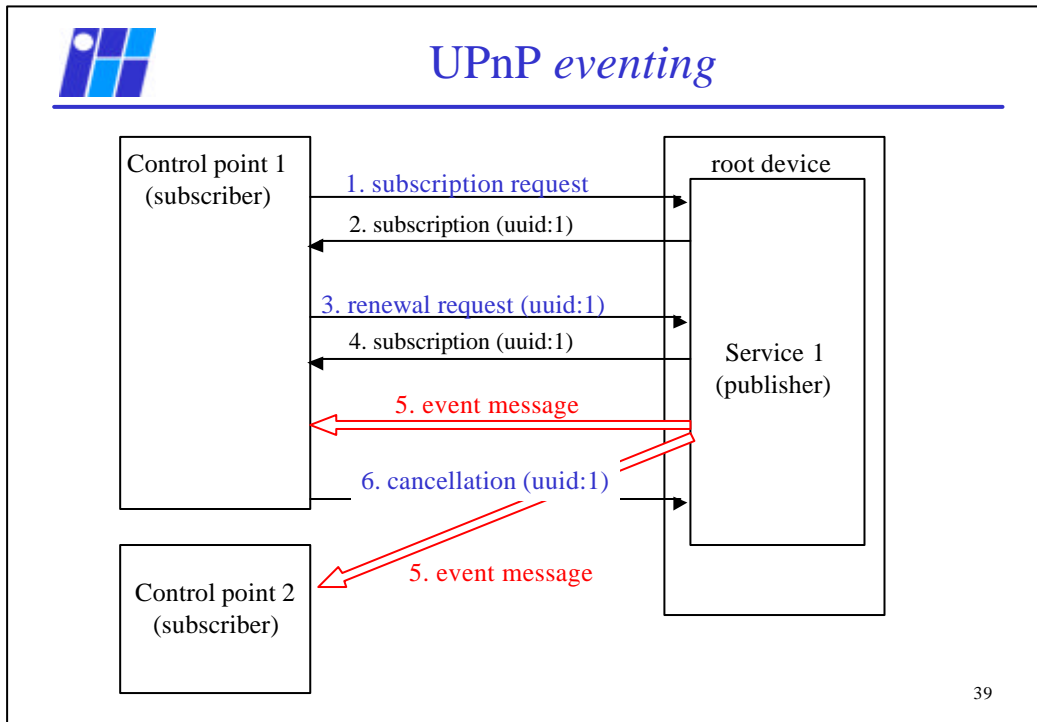 UPnP eventing
Control point 1
(subscriber)
root device
1. subscription request
2. subscription (uuid:1)
3. renewal request (uuid:1)
4. subscription (uuid:1)
Service 1
(publisher)
5. event message
6. cancellation (uuid:1)
5. event message
Control point 2
(subscriber)
39